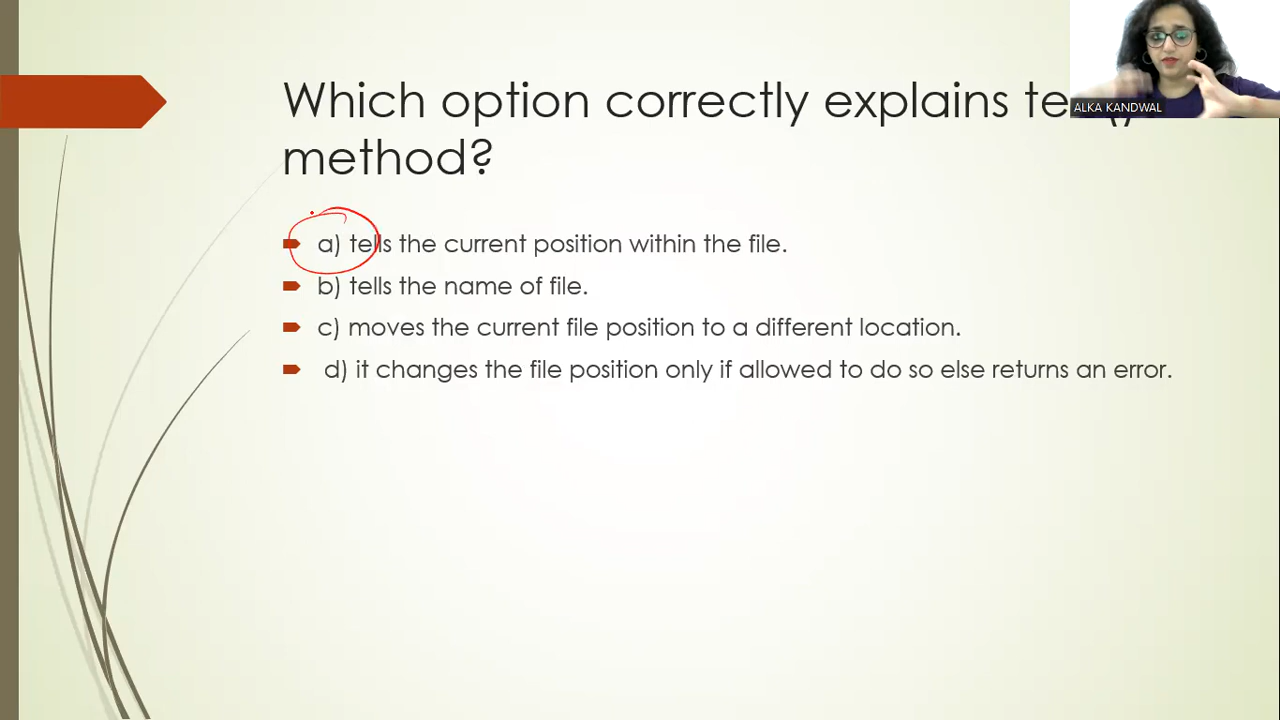 Which option correctly explains
method?
a) tells the current position within the file.
b) tells the name of file.
c) moves the current file position to a different location.
d) it changes the file position only if allowed to do so else returns an error.
ALKA KANDWAL